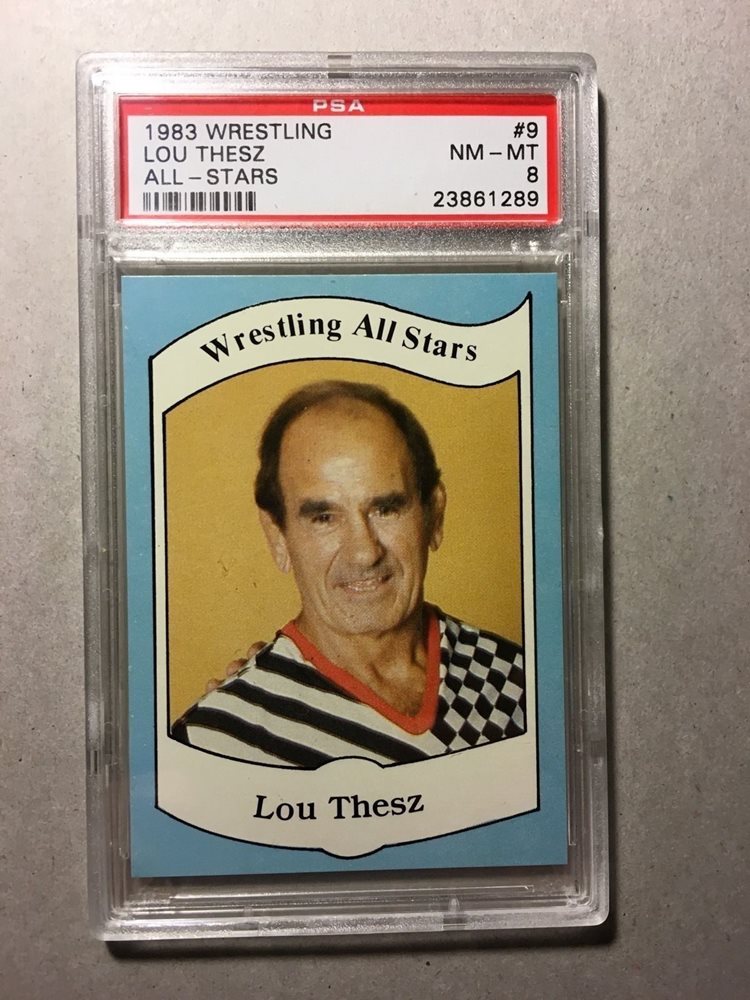 PSA
1983 WRESTLING #9
LOU THESZ NM - MT
ALL - STARS 8
23861289
Wrestling All Stars
Lou Thesz